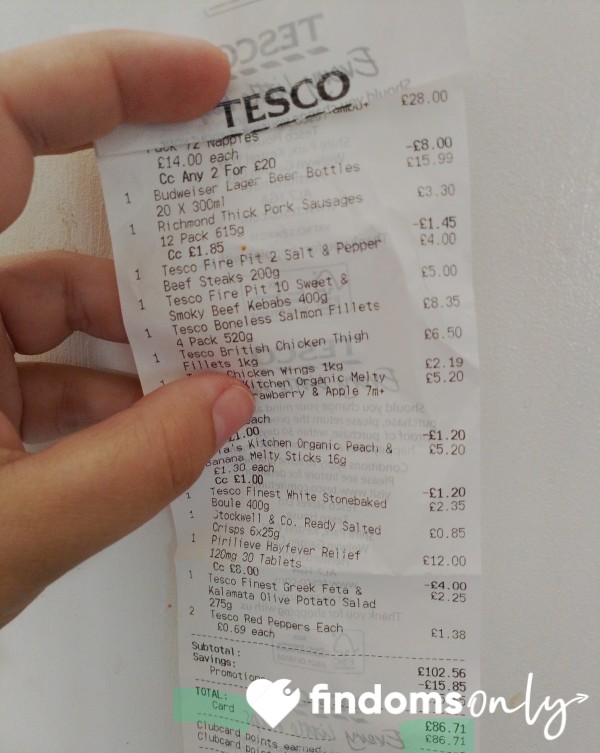 TESCO
£28.00
Pack 72 Nappies
£14.00 each
Cc Any 2 For £20 -£8.00
1 Budweiser Lager Beer Bottles £15.99
20 X 300ml
1 Richmond Thick Pork Sausages £3.30
12 Pack 615g
Cc £1.85 -£1.45
1 Tesco Fire Pit 2 Salt & Pepper £4.00
Beef Steaks 200g
1 Tesco Fire Pit 10 Sweet & £5.00
Smoky Beef Kebabs 400g
1 Tesco Boneless Salmon Fillets £8.35
4 Pack 520g
1 Tesco British Chicken Thigh £6.50
Fillets 1kg
Chicken Wings 1kg £2.19
Kitchen Organic Melty £5.20
& Apple 7m+
each
£1.00 -£1.20
Kitchen Organic Peach & £5.20
Banana Melty Sticks 16g
£1.30 each
Cc £1.00 -£1.20
1 Tesco Finest White Stonebaked £2.35
Boule 400g
1 Stockwell & Co. Ready Salted £0.85
Crisps 6x25g
1 Pirilieve Hayfever Relief £12.00
120mg 30 Tablets
Cc £8.00 -£4.00
1 Tesco Finest Greek Feta & £2.25
Kalamata Olive Potato Salad
275g
2 Tesco Red Peppers Each £1.38
£0.69 each
Subtotal: £102.56
Savings: -£15.85
Promotions
TOTAL: £86.71
Card £86.71
Clubcard points earned
Clubcard points
findomsonly